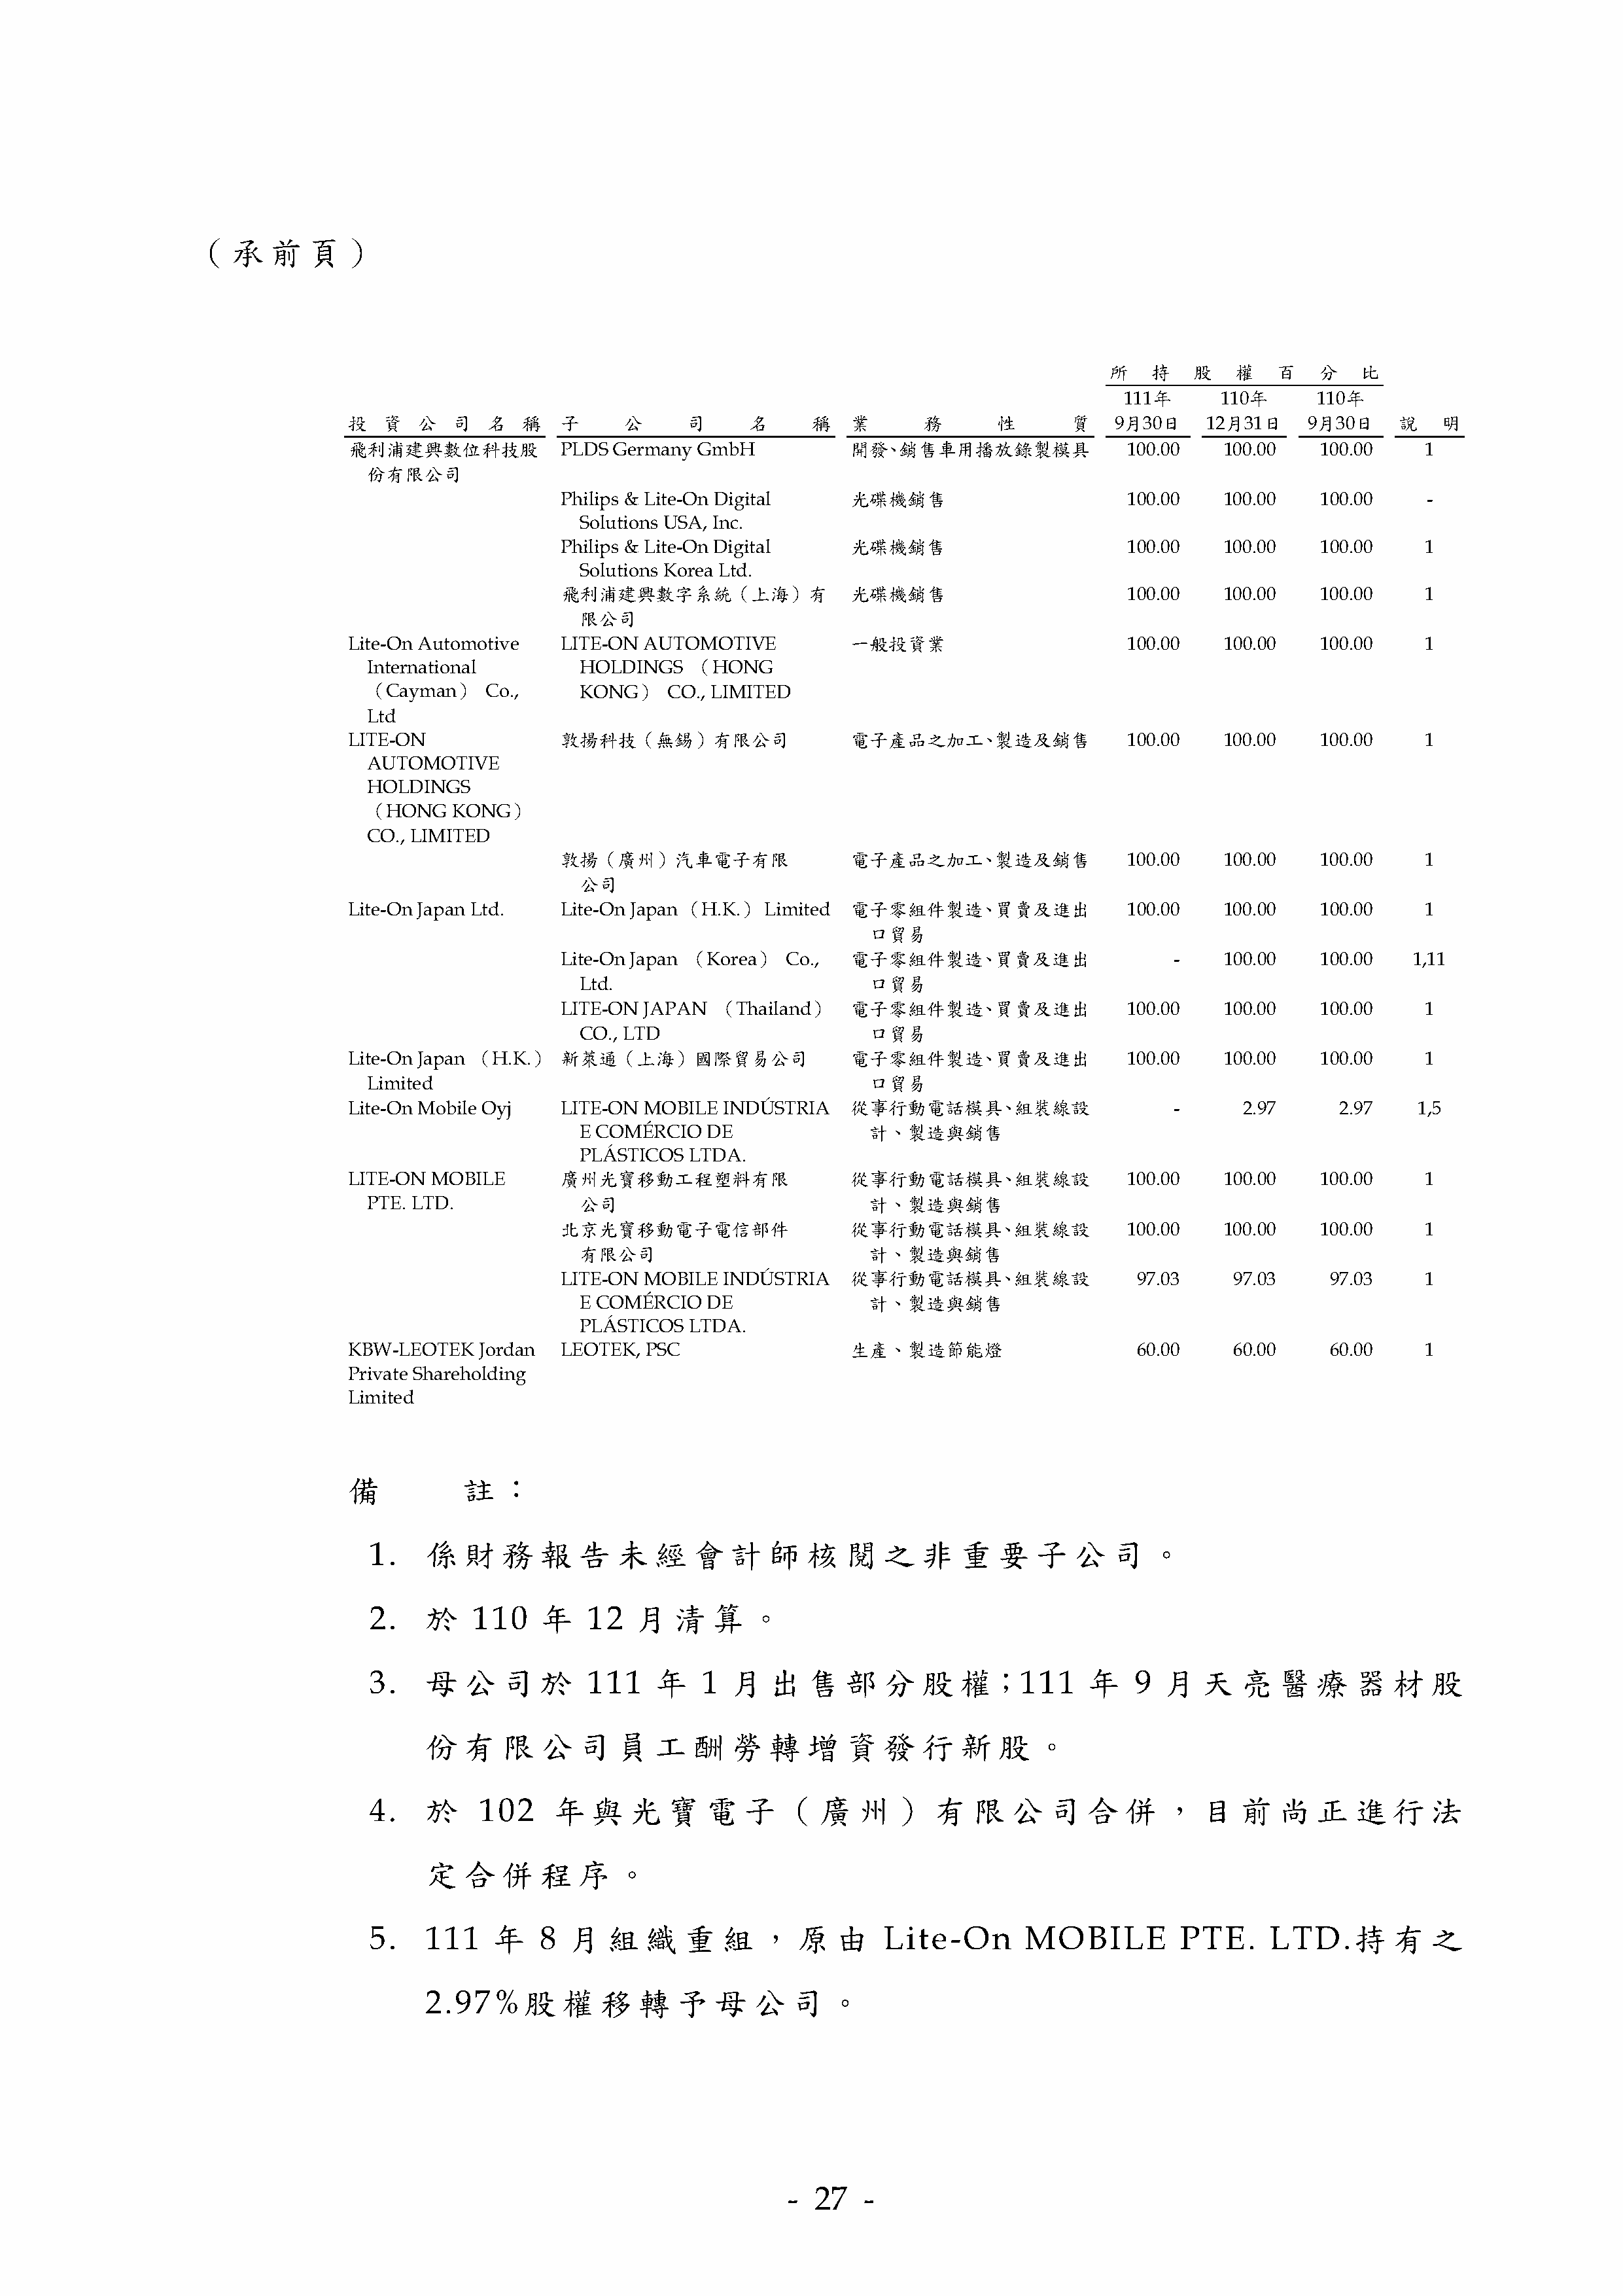 （承前頁）
所持股權百分比
111年 110年 110年
投資公司名稱 子公司名稱 業務性質 9月30日 12月31日 9月30日 說明
飛利浦建興數位科技股 PLDS Germany GmbH 開發、銷售車用播放錄製模具 100.00 100.00 100.00 1
份有限公司
Philips & Lite-On Digital 光碟機銷售 100.00 100.00 100.00 -
Solutions USA, Inc.
Philips & Lite-On Digital 光碟機銷售 100.00 100.00 100.00 1
Solutions Korea Ltd.
飛利浦建興數字系統（上海）有 光碟機銷售 100.00 100.00 100.00 1
限公司
Lite-On Automotive LITE-ON AUTOMOTIVE 一般投資業 100.00 100.00 100.00 1
International HOLDINGS （HONG
（Cayman） Co., KONG） CO., LIMITED
Ltd
LITE-ON 敦揚科技（無錫）有限公司 電子產品之加工、製造及銷售 100.00 100.00 100.00 1
AUTOMOTIVE
HOLDINGS
（HONG KONG）
CO., LIMITED
敦揚（廣州）汽車電子有限 電子產品之加工、製造及銷售 100.00 100.00 100.00 1
公司
Lite-On Japan Ltd. Lite-On Japan（H.K.）Limited 電子零組件製造、買賣及進出 100.00 100.00 100.00 1
口貿易
Lite-On Japan （Korea） Co., 電子零組件製造、買賣及進出 - 100.00 100.00 1,11
Ltd. 口貿易
LITE-ON JAPAN （Thailand） 電子零組件製造、買賣及進出 100.00 100.00 100.00 1
CO., LTD 口貿易
Lite-On Japan （H.K.） 新萊通（上海）國際貿易公司 電子零組件製造、買賣及進出 100.00 100.00 100.00 1
Limited 口貿易
Lite-On Mobile Oyj LITE-ON MOBILE INDÚSTRIA 從事行動電話模具、組裝線設 - 2.97 2.97 1,5
E COMÉRCIO DE 計、製造與銷售
PLÁSTICOS LTDA.
LITE-ON MOBILE 廣州光寶移動工程塑料有限 從事行動電話模具、組裝線設 100.00 100.00 100.00 1
PTE. LTD. 公司 計、製造與銷售
北京光寶移動電子電信部件 從事行動電話模具、組裝線設 100.00 100.00 100.00 1
有限公司 計、製造與銷售
LITE-ON MOBILE INDÚSTRIA 從事行動電話模具、組裝線設 97.03 97.03 97.03 1
E COMÉRCIO DE 計、製造與銷售
PLÁSTICOS LTDA.
KBW-LEOTEK Jordan LEOTEK, PSC 生產、製造節能燈 60.00 60.00 60.00 1
Private Shareholding
Limited
備 註：
1. 係財務報告未經會計師核閱之非重要子公司。
2. 於 110 年 12 月清算。
3. 母公司於 111 年 1 月出售部分股權；111 年 9 月天亮醫療器材股
份有限公司員工酬勞轉增資發行新股。
4. 於 102 年與光寶電子（廣州）有限公司合併，目前尚正進行法
定合併程序。
5. 111 年 8 月組織重組，原由 Lite-On MOBILE PTE. LTD.持有之
2.97%股權移轉予母公司。
- 27 -